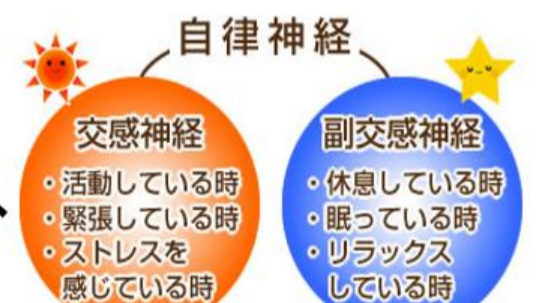 自律神経
交感神経
・活動している時
・緊張している時
・ストレスを
感じている時
副交感神経
・休息している時
・眠っている時
・リラックス
している時